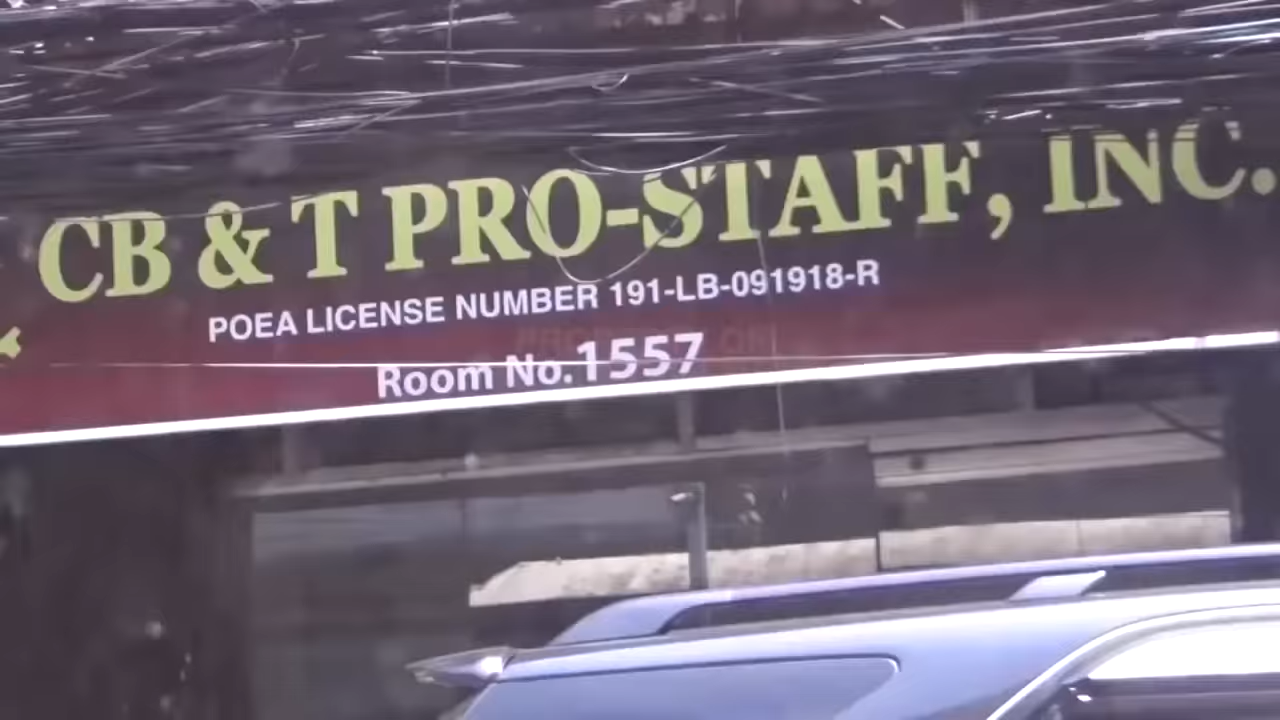 CB & T PRO-STAFF, INC.
POEA LICENSE NUMBER 191-LB-091918-R
Room No.1557